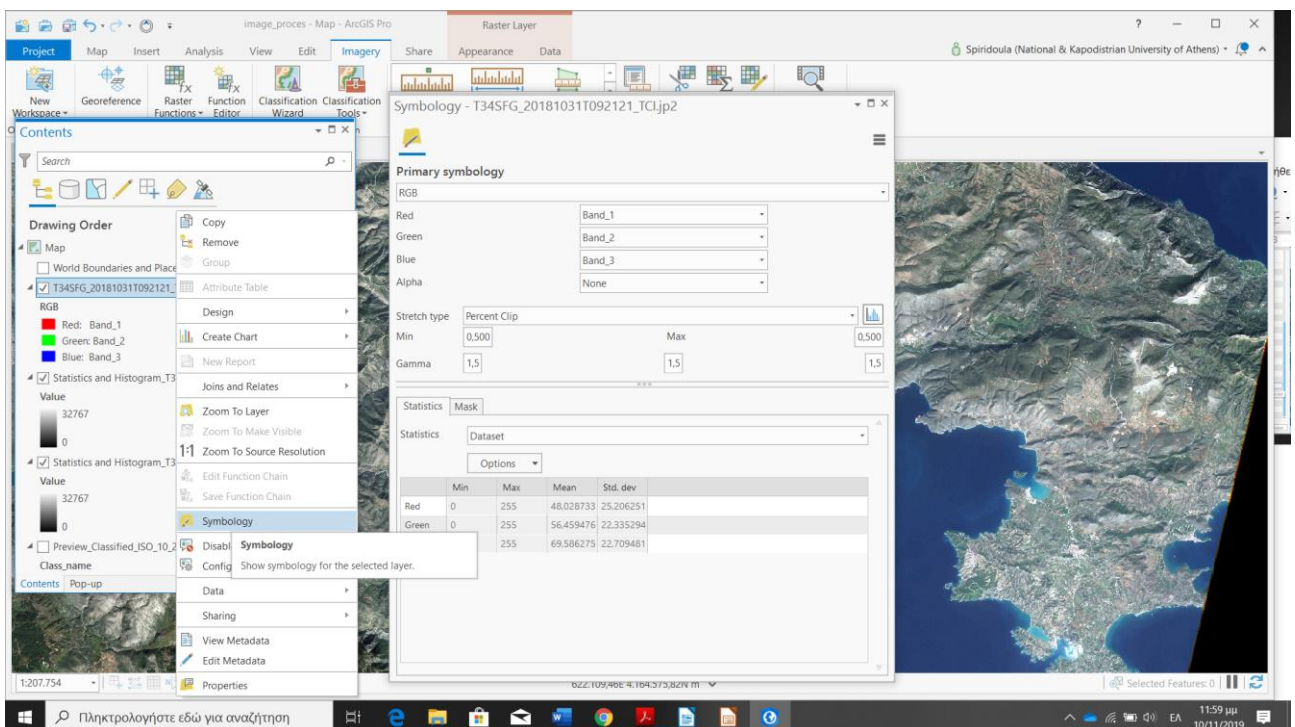 image_proces - Map - ArcGIS Pro
Raster Layer
?
Project Map Insert Analysis View Edit Imagery Share Appearance Data
Spiridoula (National & Kapodistrian University of Athens)
New Workspace
Georeference
Raster Functions
Function Editor
Classification Wizard
Classification Tools
Contents
Search
Drawing Order
Map
World Boundaries and Place
T34SFG_20181031T092121_
RGB
Red: Band_1
Green: Band_2
Blue: Band_3
Statistics and Histogram_T3
Value
32767
0
Statistics and Histogram_T3
Value
32767
0
Preview_Classified_ISO_10_2
Class_name
Contents Pop-up
Copy
Remove
Group
Attribute Table
Design
Create Chart
New Report
Joins and Relates
Zoom To Layer
Zoom To Make Visible
1:1 Zoom To Source Resolution
Edit Function Chain
Save Function Chain
Symbology
Disabl
Config
Symbology
Show symbology for the selected layer.
Data
Sharing
View Metadata
Edit Metadata
Properties
Symbology - T34SFG_20181031T092121_TCI.jp2
Primary symbology
RGB
Red Band_1
Green Band_2
Blue Band_3
Alpha None
Stretch type Percent Clip
Min 0,500 Max 0,500
Gamma 1,5 1,5 1,5
Statistics Mask
Statistics Dataset
Options
Min Max Mean Std. dev
Red 0 255 48.028733 25.206251
Green 0 255 56.459476 22.335294
255 69.586275 22.709481
1:207.754
622.109,46E 4.164.575,82N m
Selected Features: 0
Πληκτρολογήστε εδώ για αναζήτηση
ΕΛ
11:59 μμ
10/11/2019